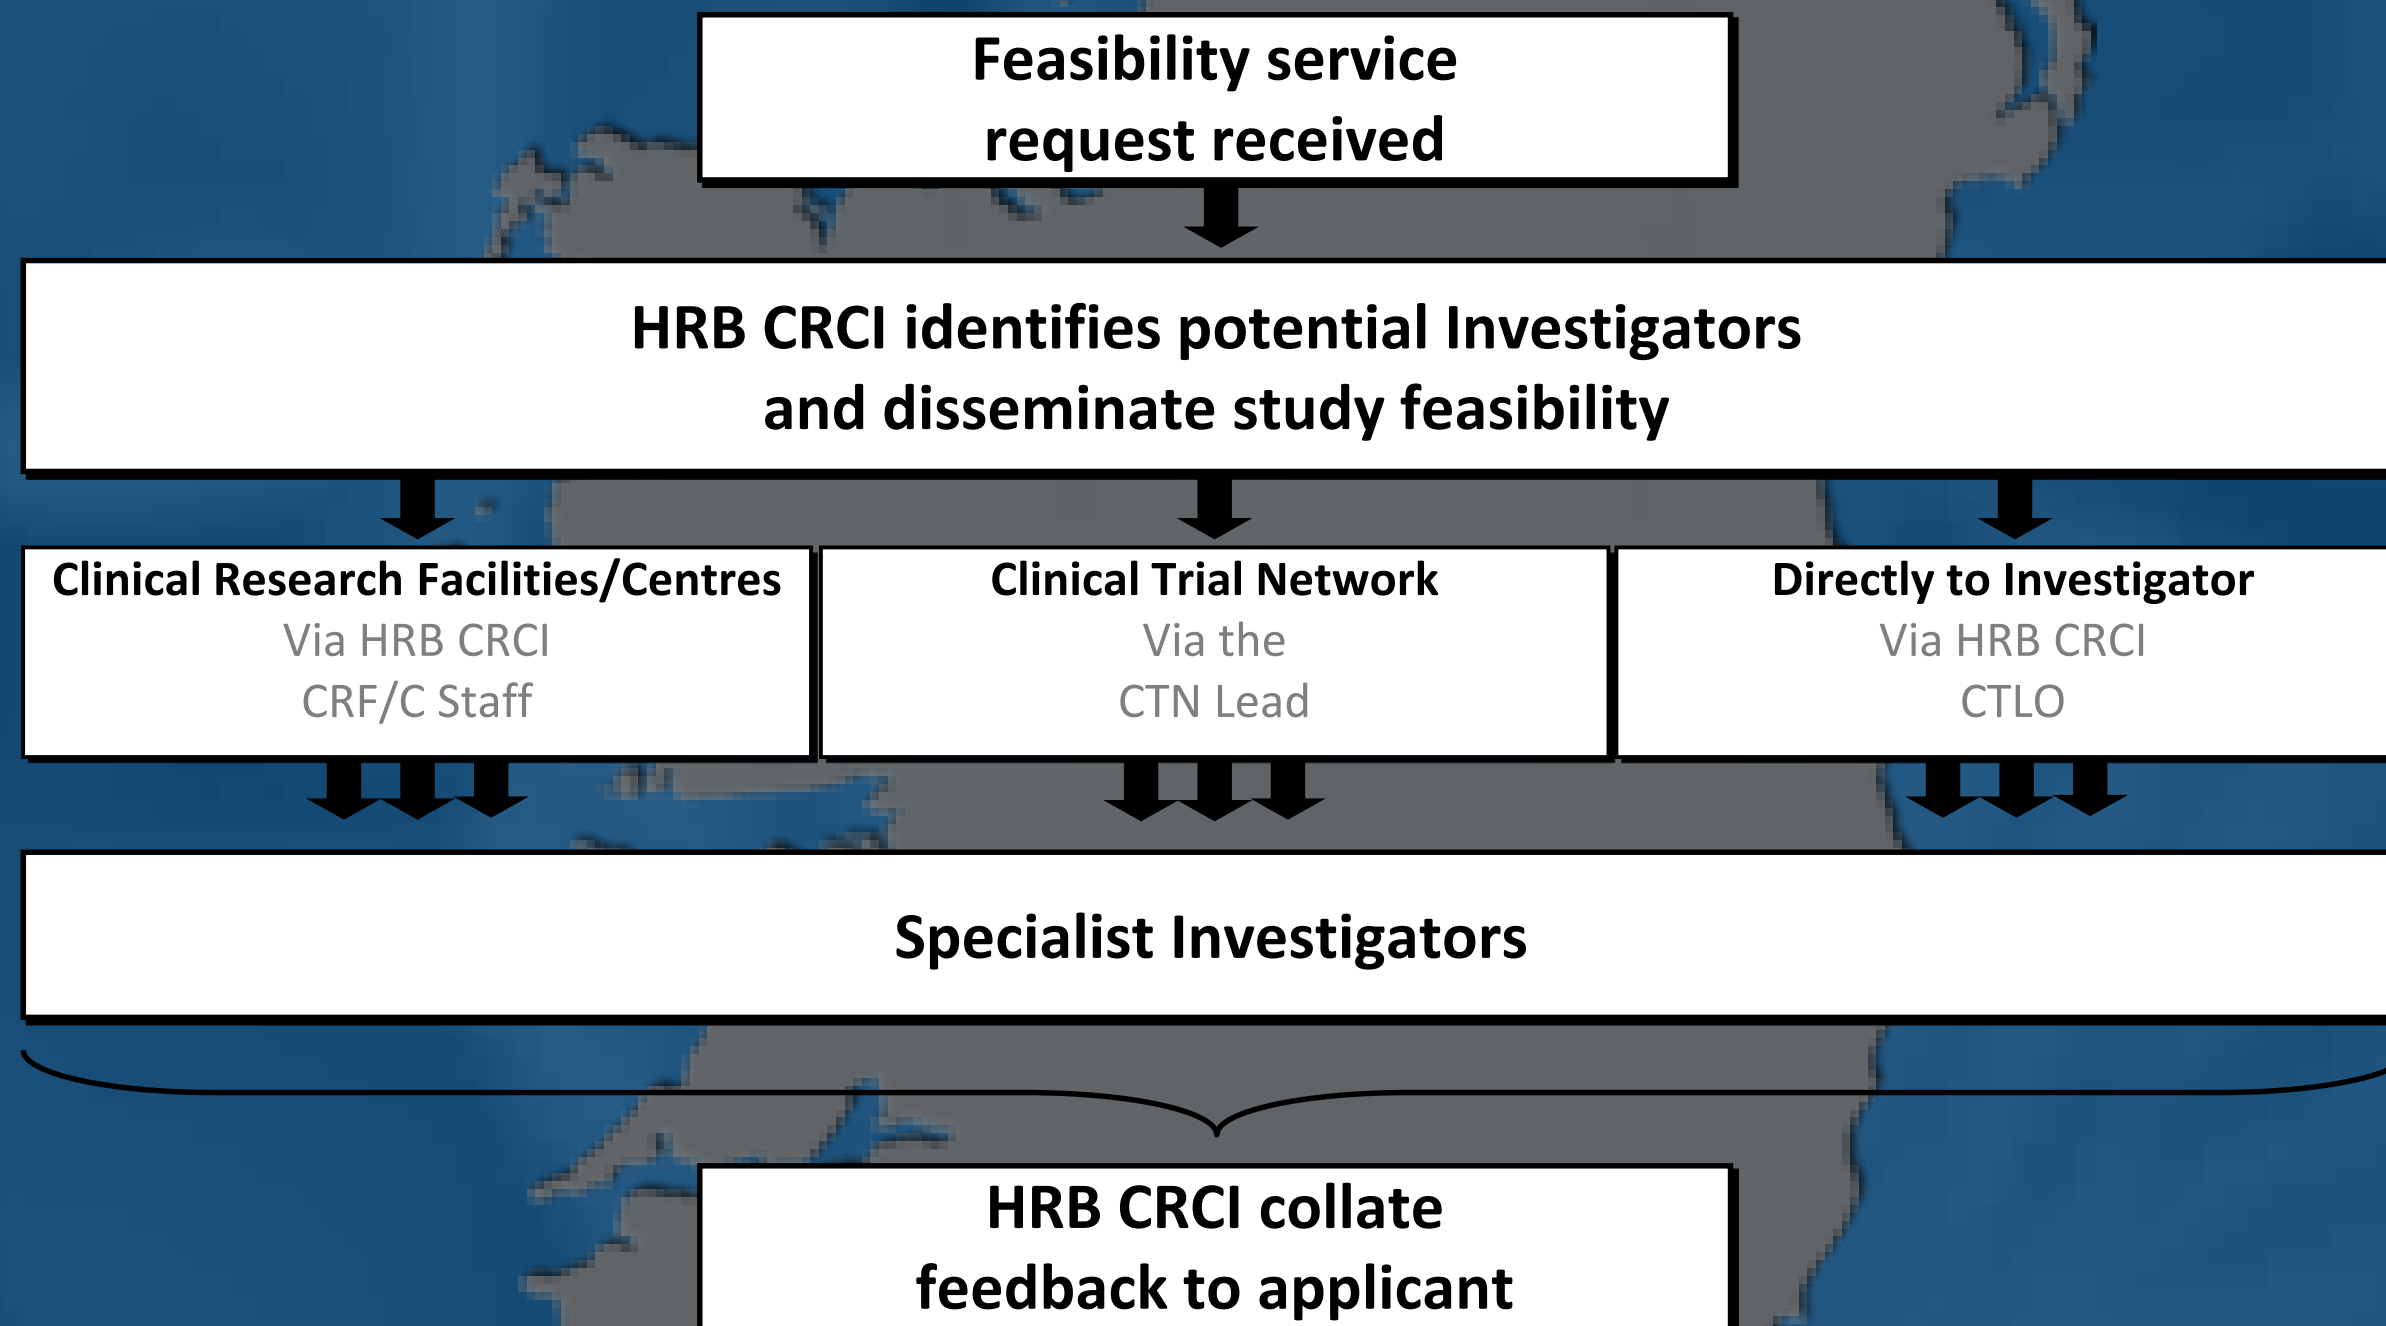 Feasibility service
request received
HRB CRCI identifies potential Investigators
and disseminate study feasibility
Clinical Research Facilities/Centres
Via HRB CRCI
CRF/C Staff
Clinical Trial Network
Via the
CTN Lead
Directly to Investigator
Via HRB CRCI
CTLO
Specialist Investigators
HRB CRCI collate
feedback to applicant